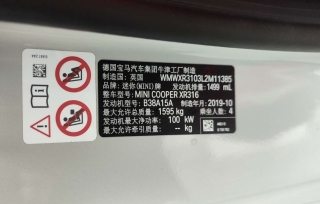 德国宝马汽车集团牛津工厂制造
制造国: 英国 WMWXR3103L2M11385
品牌: 迷你(MINI) 发动机排量: 1499 mL
整车型号: MINI COOPER XR316
发动机型号: B38A15A 制造年月: 2019-10
最大允许总质量: 1595 kg 乘坐人数: 4
发动机最大净功率: 100 kW
最大允许牵引质量: - kg